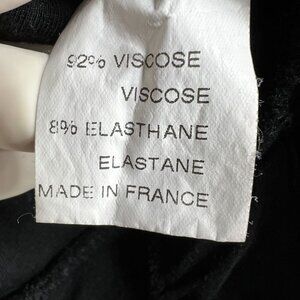 92% VISCOSE
VISCOSE
8% ELASTHANE
ELASTANE
MADE IN FRANCE